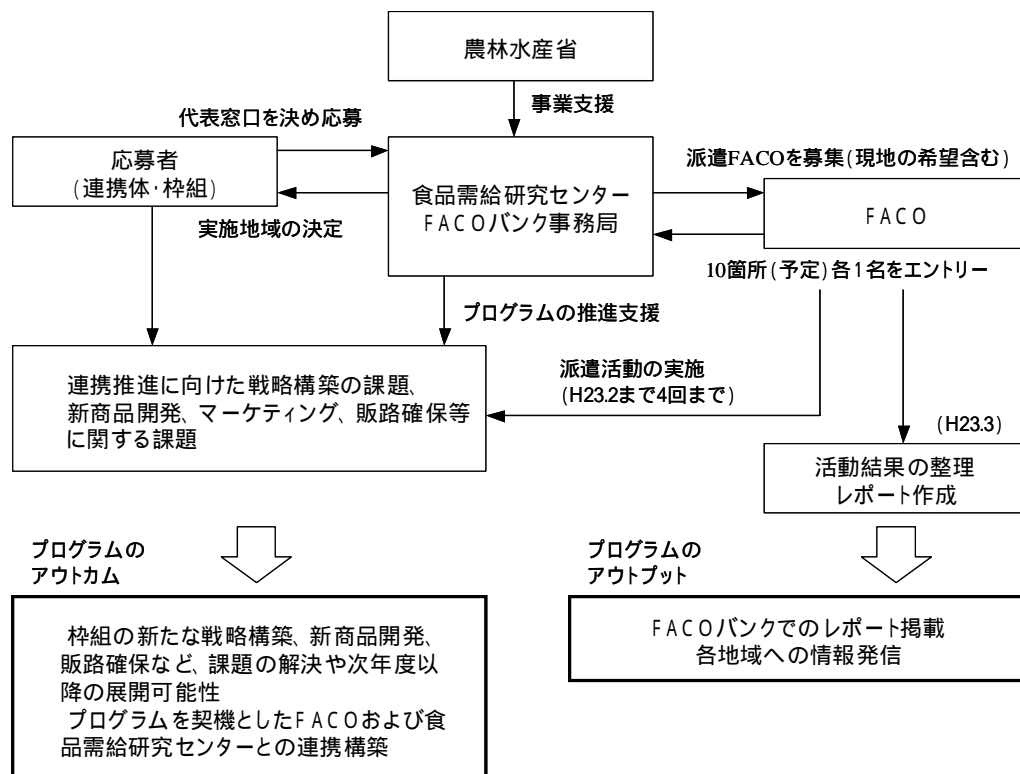 農林水産省
事業支援
代表窓口を決め応募
応募者
(連携体・枠組)
実施地域の決定
食品需給研究センター
FACOバンク事務局
派遣FACOを募集(現地の希望含む)
FACO
10箇所(予定)各1名をエントリー
プログラムの推進支援
連携推進に向けた戦略構築の課題、
新商品開発、マーケティング、販路確保等
に関する課題
派遣活動の実施
(H23.2まで4回まで)
(H23.3)
活動結果の整理
レポート作成
プログラムの
アウトカム
プログラムの
アウトプット
枠組の新たな戦略構築、新商品開発、
販路確保など、課題の解決や次年度以
降の展開可能性
プログラムを契機としたFACOおよび食
品需給研究センターとの連携構築
FACOバンクでのレポート掲載
各地域への情報発信